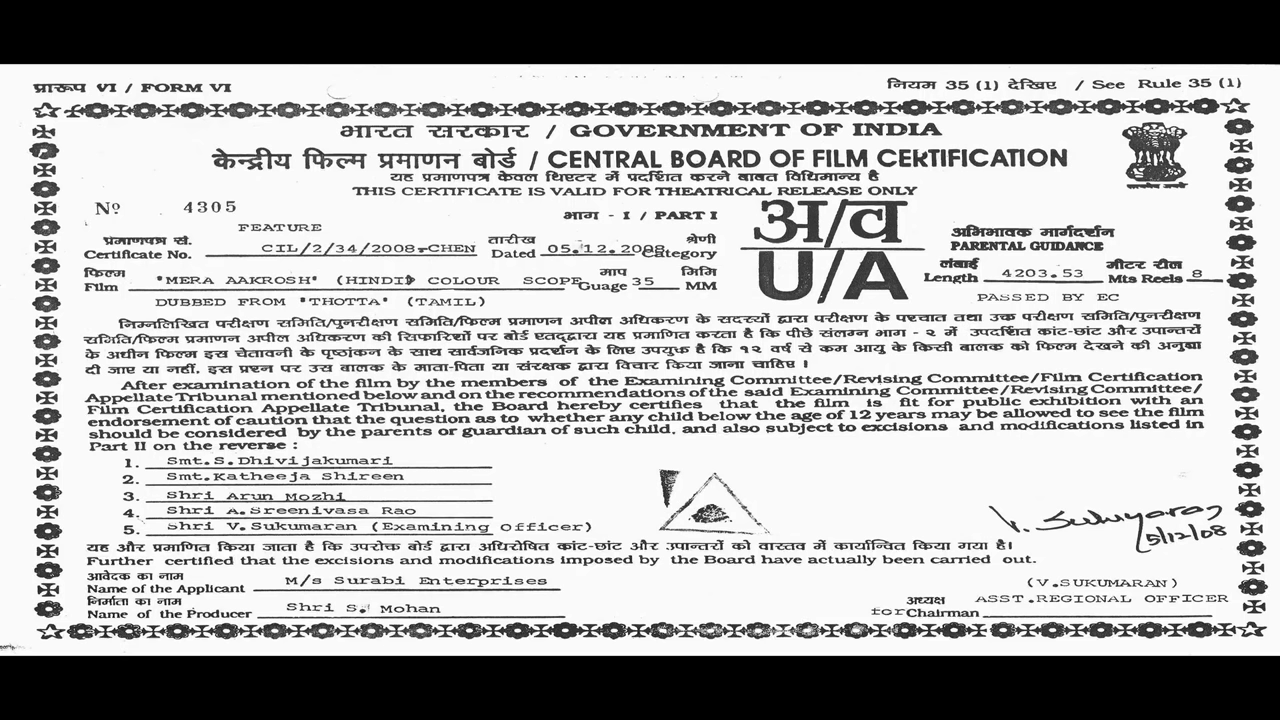 प्रारूप VI / FORM VI
नियम 35 (1) देखिए / See Rule 35 (1)
भारत सरकार / GOVERNMENT OF INDIA
केन्द्रीय फिल्म प्रमाणन बोर्ड / CENTRAL BOARD OF FILM CERTIFICATION
यह प्रमाणपत्र केवल थिएटर में प्रदर्शित करने बाबत विधिमान्य है
THIS CERTIFICATE IS VALID FOR THEATRICAL RELEASE ONLY
Nº 4305
भाग - I / PART I
अ/व
U/A
FEATURE
प्रमाणपत्र सं.
Certificate No. CIL/2/34/2008-CHEN
तारीख
Dated 05.12.2008
श्रेणी
Category
अभिभावक मार्गदर्शन
PARENTAL GUIDANCE
फिल्म
Film "MERA AAKROSH" (HINDI) COLOUR SCOPE
माप
Guage 35
मिमि
MM
लंबाई
Length 4203.53
मीटर रील
Mts Reels 8
DUBBED FROM "THOTTA" (TAMIL)
PASSED BY EC
निम्नलिखित परीक्षण समिति/पुनरीक्षण समिति/फिल्म प्रमाणन अपील अधिकरण के सदस्यों द्वारा परीक्षण के पश्चात तथा उक्त परीक्षण समिति/पुनरीक्षण
समिति/फिल्म प्रमाणन अपील अधिकरण की सिफारिशों पर बोर्ड एतद्द्वारा यह प्रमाणित करता है कि पीछे संलग्न भाग - २ में उपदर्शित कांट-छांट और उपान्तरों
के अधीन फिल्म इस चेतावनी के पृष्ठांकन के साथ सार्वजनिक प्रदर्शन के लिए उपयुक्त है कि १२ वर्ष से कम आयु के किसी बालक को फिल्म देखने की अनुज्ञा
दी जाए या नहीं, इस प्रश्न पर उस बालक के माता-पिता या संरक्षक द्वारा विचार किया जाना चाहिए ।
After examination of the film by the members of the Examining Committee/Revising Committee/Film Certification
Appellate Tribunal mentioned below and on the recommendations of the said Examining Committee/Revising Committee/
Film Certification Appellate Tribunal, the Board hereby certifies that the film is fit for public exhibition with an
endorsement of caution that the question as to whether any child below the age of 12 years may be allowed to see the film
should be considered by the parents or guardian of such child, and also subject to excisions and modifications listed in
Part II on the reverse :
1. Smt.S.Dhivijakumari
2. Smt.Katheeja Shireen
3. Shri Arun Mozhi
4. Shri A.Sreenivasa Rao
5. Shri V.Sukumaran (Examining Officer)
V. Sukumaran
5/12/08
यह और प्रमाणित किया जाता है कि उपरोक्त बोर्ड द्वारा अधिरोपित कांट-छांट और उपान्तरों को वास्तव में कार्यान्वित किया गया है।
Further certified that the excisions and modifications imposed by the Board have actually been carried out.
आवेदक का नाम
Name of the Applicant M/s Surabi Enterprises
(V.SUKUMARAN)
निर्माता का नाम
Name of the Producer Shri S. Mohan
अध्यक्ष ASST.REGIONAL OFFICER
for Chairman